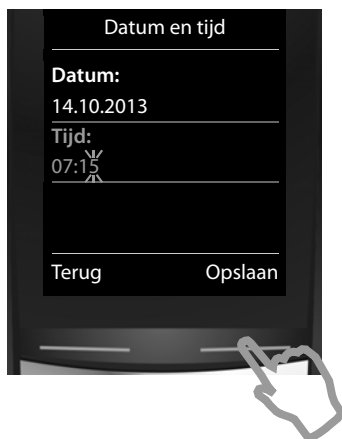 Datum en tijd
Datum:
14.10.2013
Tijd:
07:15
Terug Opslaan